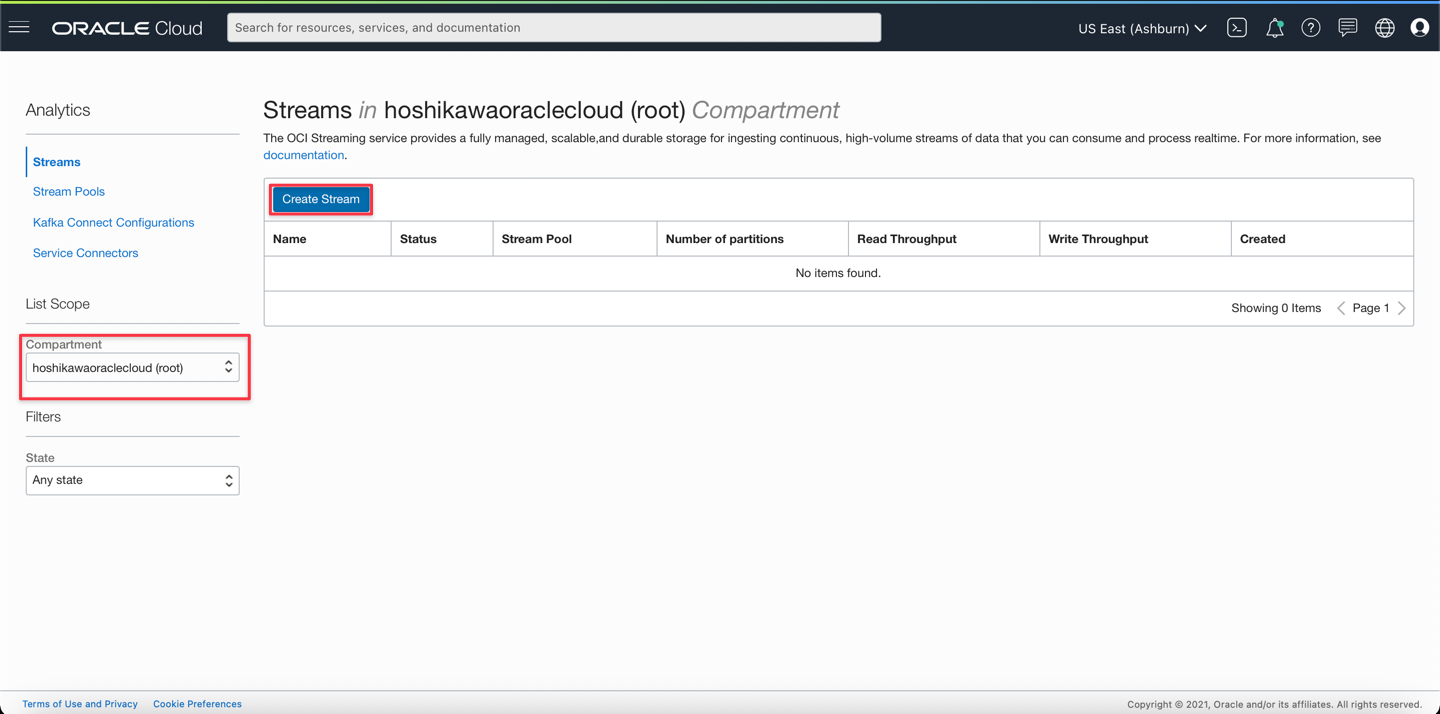 ORACLE Cloud
Search for resources, services, and documentation
US East (Ashburn)
Analytics
Streams
Stream Pools
Kafka Connect Configurations
Service Connectors
List Scope
Compartment
hoshikawaoraclecloud (root)
Filters
State
Any state
Streams in hoshikawaoraclecloud (root) Compartment
The OCI Streaming service provides a fully managed, scalable,and durable storage for ingesting continuous, high-volume streams of data that you can consume and process realtime. For more information, see
documentation.
Create Stream
Name Status Stream Pool Number of partitions Read Throughput Write Throughput Created
No items found.
Showing 0 Items Page 1
Terms of Use and Privacy Cookie Preferences
Copyright © 2021, Oracle and/or its affiliates. All rights reserved.